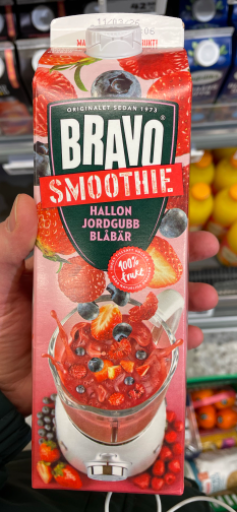 ORIGINALET SEDAN 1973
BRAVO
SMOOTHIE
HALLON
JORDGUBB
BLÅBÄR
100%
frukt